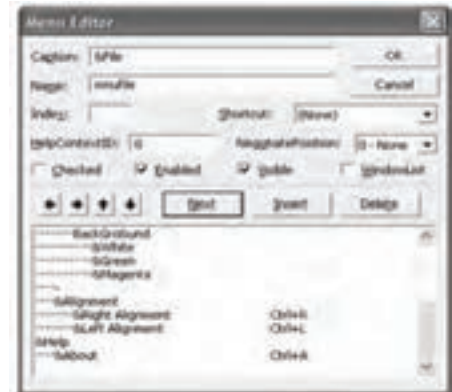 Menu Editor
Caption: &File OK
Name: mnufile Cancel
Index: Shortcut: (None)
HelpContextID: 0 NegotiatePosition: 0 - None
Checked Enabled Visible WindowList
Next Insert Delete
BackGrobund
&White
&Green
&Magenta
&Alignment
&Right Alignment Ctrl+R
&Left Alignment Ctrl+L
&Help
&About Ctrl+A